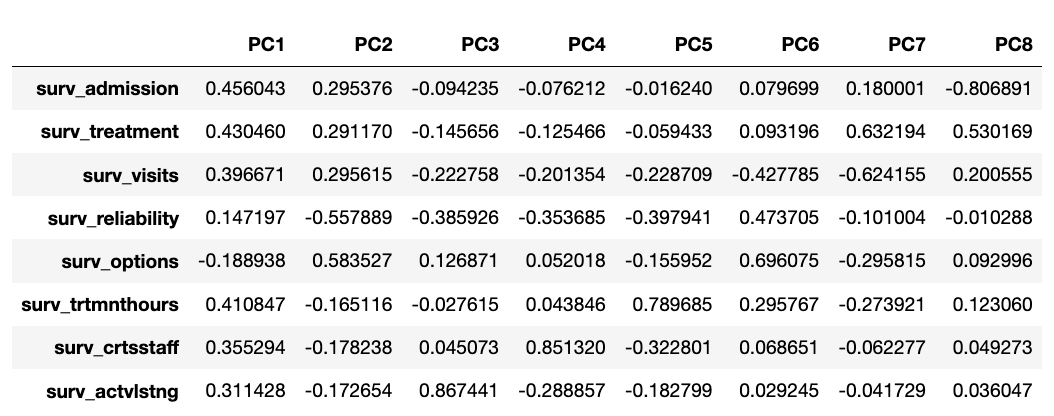 PC1 PC2 PC3 PC4 PC5 PC6 PC7 PC8
surv_admission 0.456043 0.295376 -0.094235 -0.076212 -0.016240 0.079699 0.180001 -0.806891
surv_treatment 0.430460 0.291170 -0.145656 -0.125466 -0.059433 0.093196 0.632194 0.530169
surv_visits 0.396671 0.295615 -0.222758 -0.201354 -0.228709 -0.427785 -0.624155 0.200555
surv_reliability 0.147197 -0.557889 -0.385926 -0.353685 -0.397941 0.473705 -0.101004 -0.010288
surv_options -0.188938 0.583527 0.126871 0.052018 -0.155952 0.696075 -0.295815 0.092996
surv_trtmnthours 0.410847 -0.165116 -0.027615 0.043846 0.789685 0.295767 -0.273921 0.123060
surv_crtsstaff 0.355294 -0.178238 0.045073 0.851320 -0.322801 0.068651 -0.062277 0.049273
surv_actvlstng 0.311428 -0.172654 0.867441 -0.288857 -0.182799 0.029245 -0.041729 0.036047